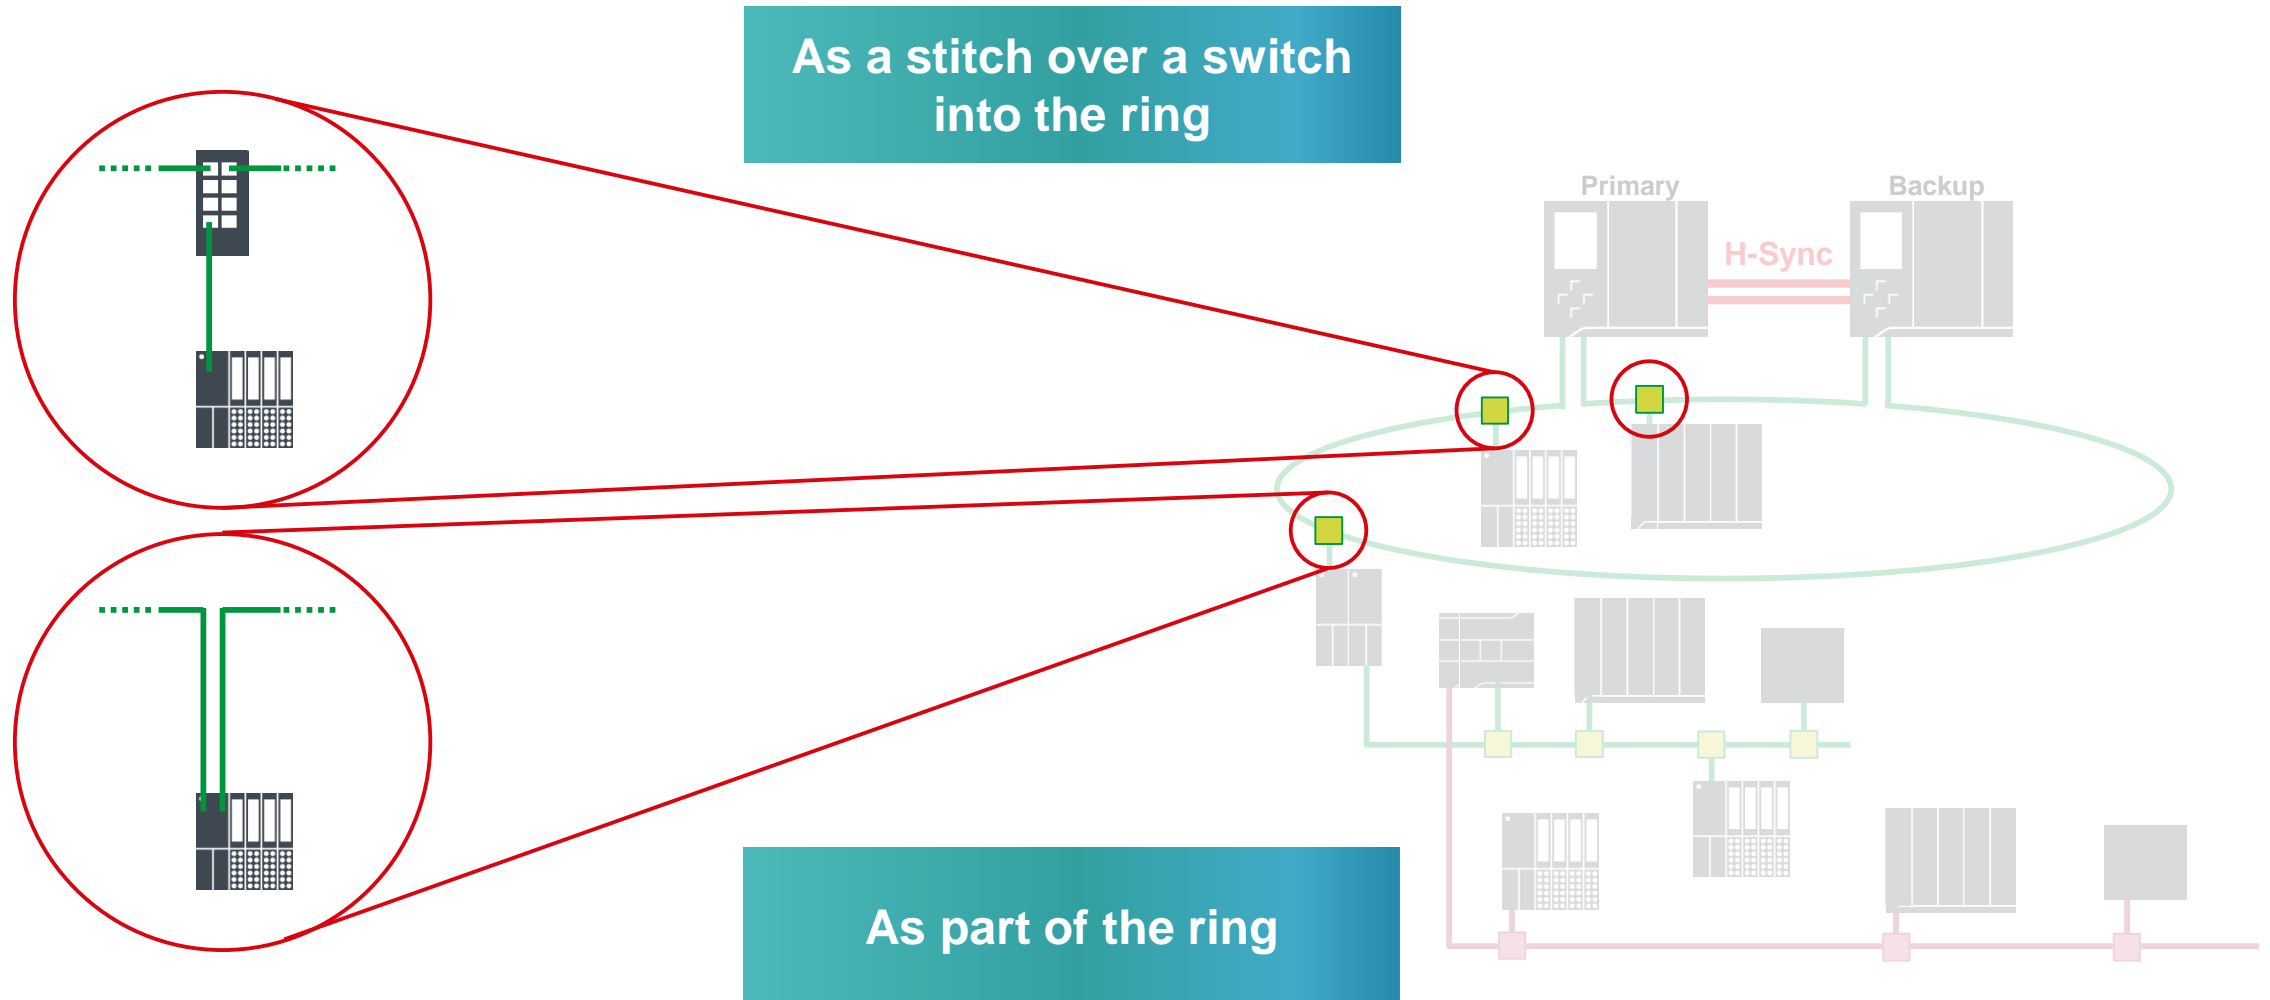 As a stitch over a switch
into the ring
Primary
Backup
H-Sync
As part of the ring